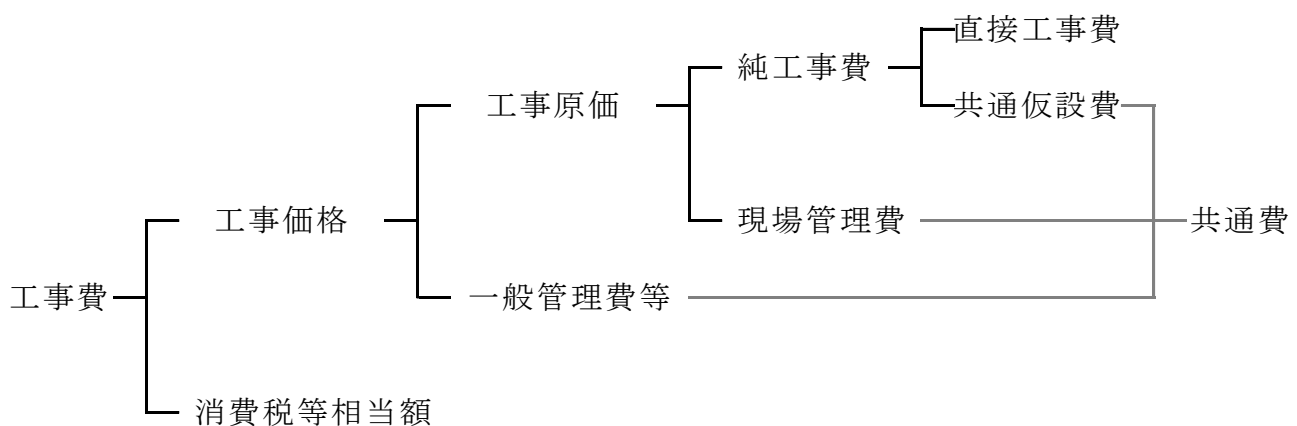 直接工事費
純工事費
工事原価
共通仮設費
工事価格
現場管理費
共通費
工事費
一般管理費等
消費税等相当額